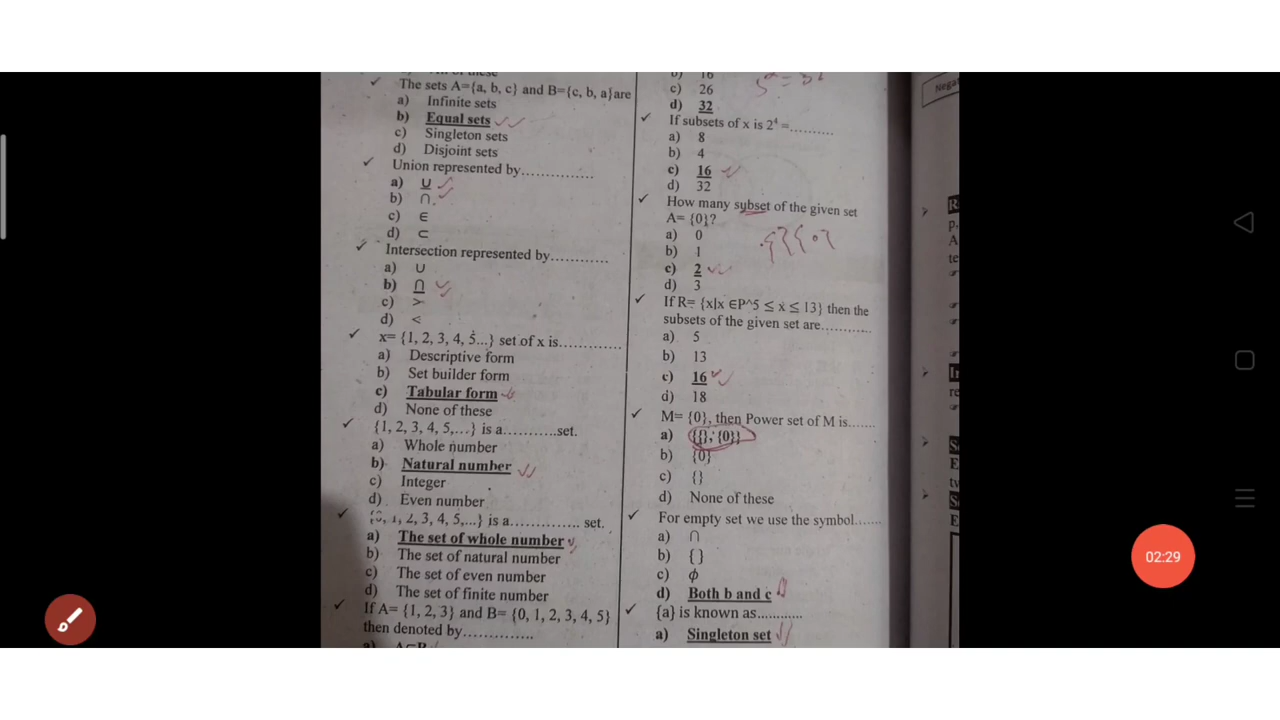 The sets A={a, b, c} and B={c, b, a}are
a) Infinite sets
b) Equal sets
c) Singleton sets
d) Disjoint sets
Union represented by...............
a) ∪
b) ∩
c) ∈
d) ⊂
Intersection represented by............
a) ∪
b) ∩
c) >
d) <
x= {1, 2, 3, 4, 5...} set of x is.............
a) Descriptive form
b) Set builder form
c) Tabular form
d) None of these
{1, 2, 3, 4, 5,...} is a...........set.
a) Whole number
b) Natural number
c) Integer
d) Even number
{0, 1, 2, 3, 4, 5,...} is a.............. set.
a) The set of whole number
b) The set of natural number
c) The set of even number
d) The set of finite number
If A= {1, 2, 3} and B= {0, 1, 2, 3, 4, 5}
then denoted by..............
b) 16
c) 26
d) 32
If subsets of x is 2⁴ =..........
a) 8
b) 4
c) 16
d) 32
How many subset of the given set
A= {0}?
a) 0
b) 1
c) 2
d) 3
{}{0}
If R= {x|x ∈P^5 ≤ x ≤ 13} then the
subsets of the given set are............
a) 5
b) 13
c) 16
d) 18
M= {0}, then Power set of M is.......
a) {{}, {0}}
b) {0}
c) {}
d) None of these
For empty set we use the symbol.......
a) ∩
b) { }
c) ϕ
d) Both b and c
{a} is known as............
a) Singleton set
Nega
R
p,
A
te
re
E
tv
S
E
02:29